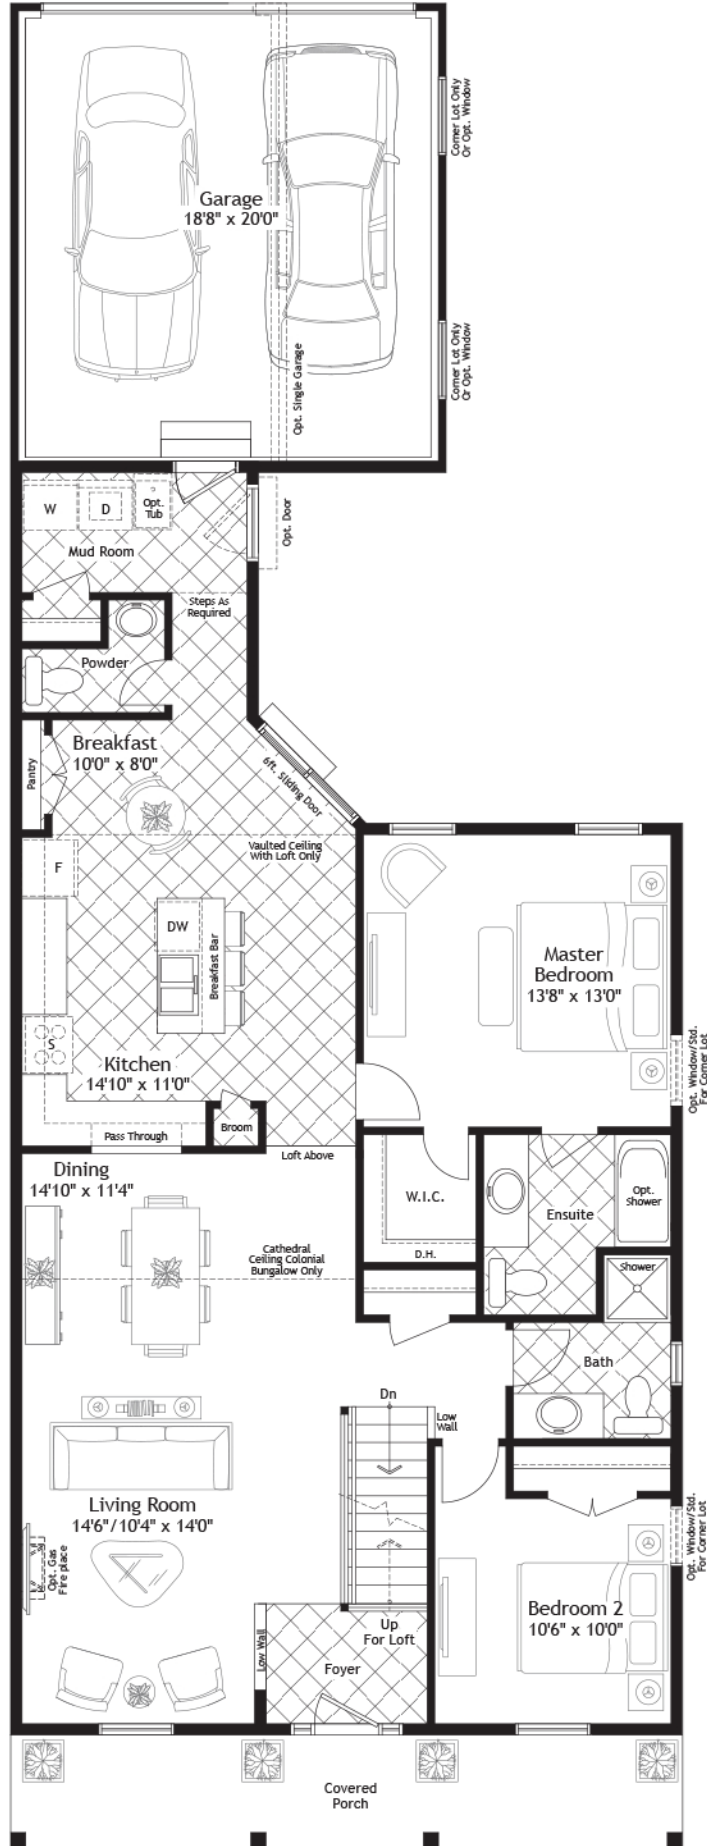 Corner Lot Only
Or Opt. Window
Garage
18'8" x 20'0"
Corner Lot Only
Or Opt. Window
Opt. Single Garage
W
D
Opt.
Tub
Opt. Door
Mud Room
Steps As
Required
Powder
Breakfast
10'0" x 8'0"
Pantry
6ft. Sliding Door
Vaulted Ceiling
With Loft Only
F
DW
Breakfast Bar
Master
Bedroom
13'8" x 13'0"
S
Kitchen
14'10" x 11'0"
Opt. Window/Std.
For Corner Lot
Broom
Pass Through
Loft Above
Dining
14'10" x 11'4"
W.I.C.
Opt.
Shower
Ensuite
D.H.
Cathedral
Ceiling Colonial
Bungalow Only
Shower
Bath
Dn
Low
Wall
Living Room
14'6"/10'4" x 14'0"
Opt. Window/Std.
For Corner Lot
Opt. Gas
Fireplace
Bedroom 2
10'6" x 10'0"
Up
For Loft
Low Wall
Foyer
Covered
Porch